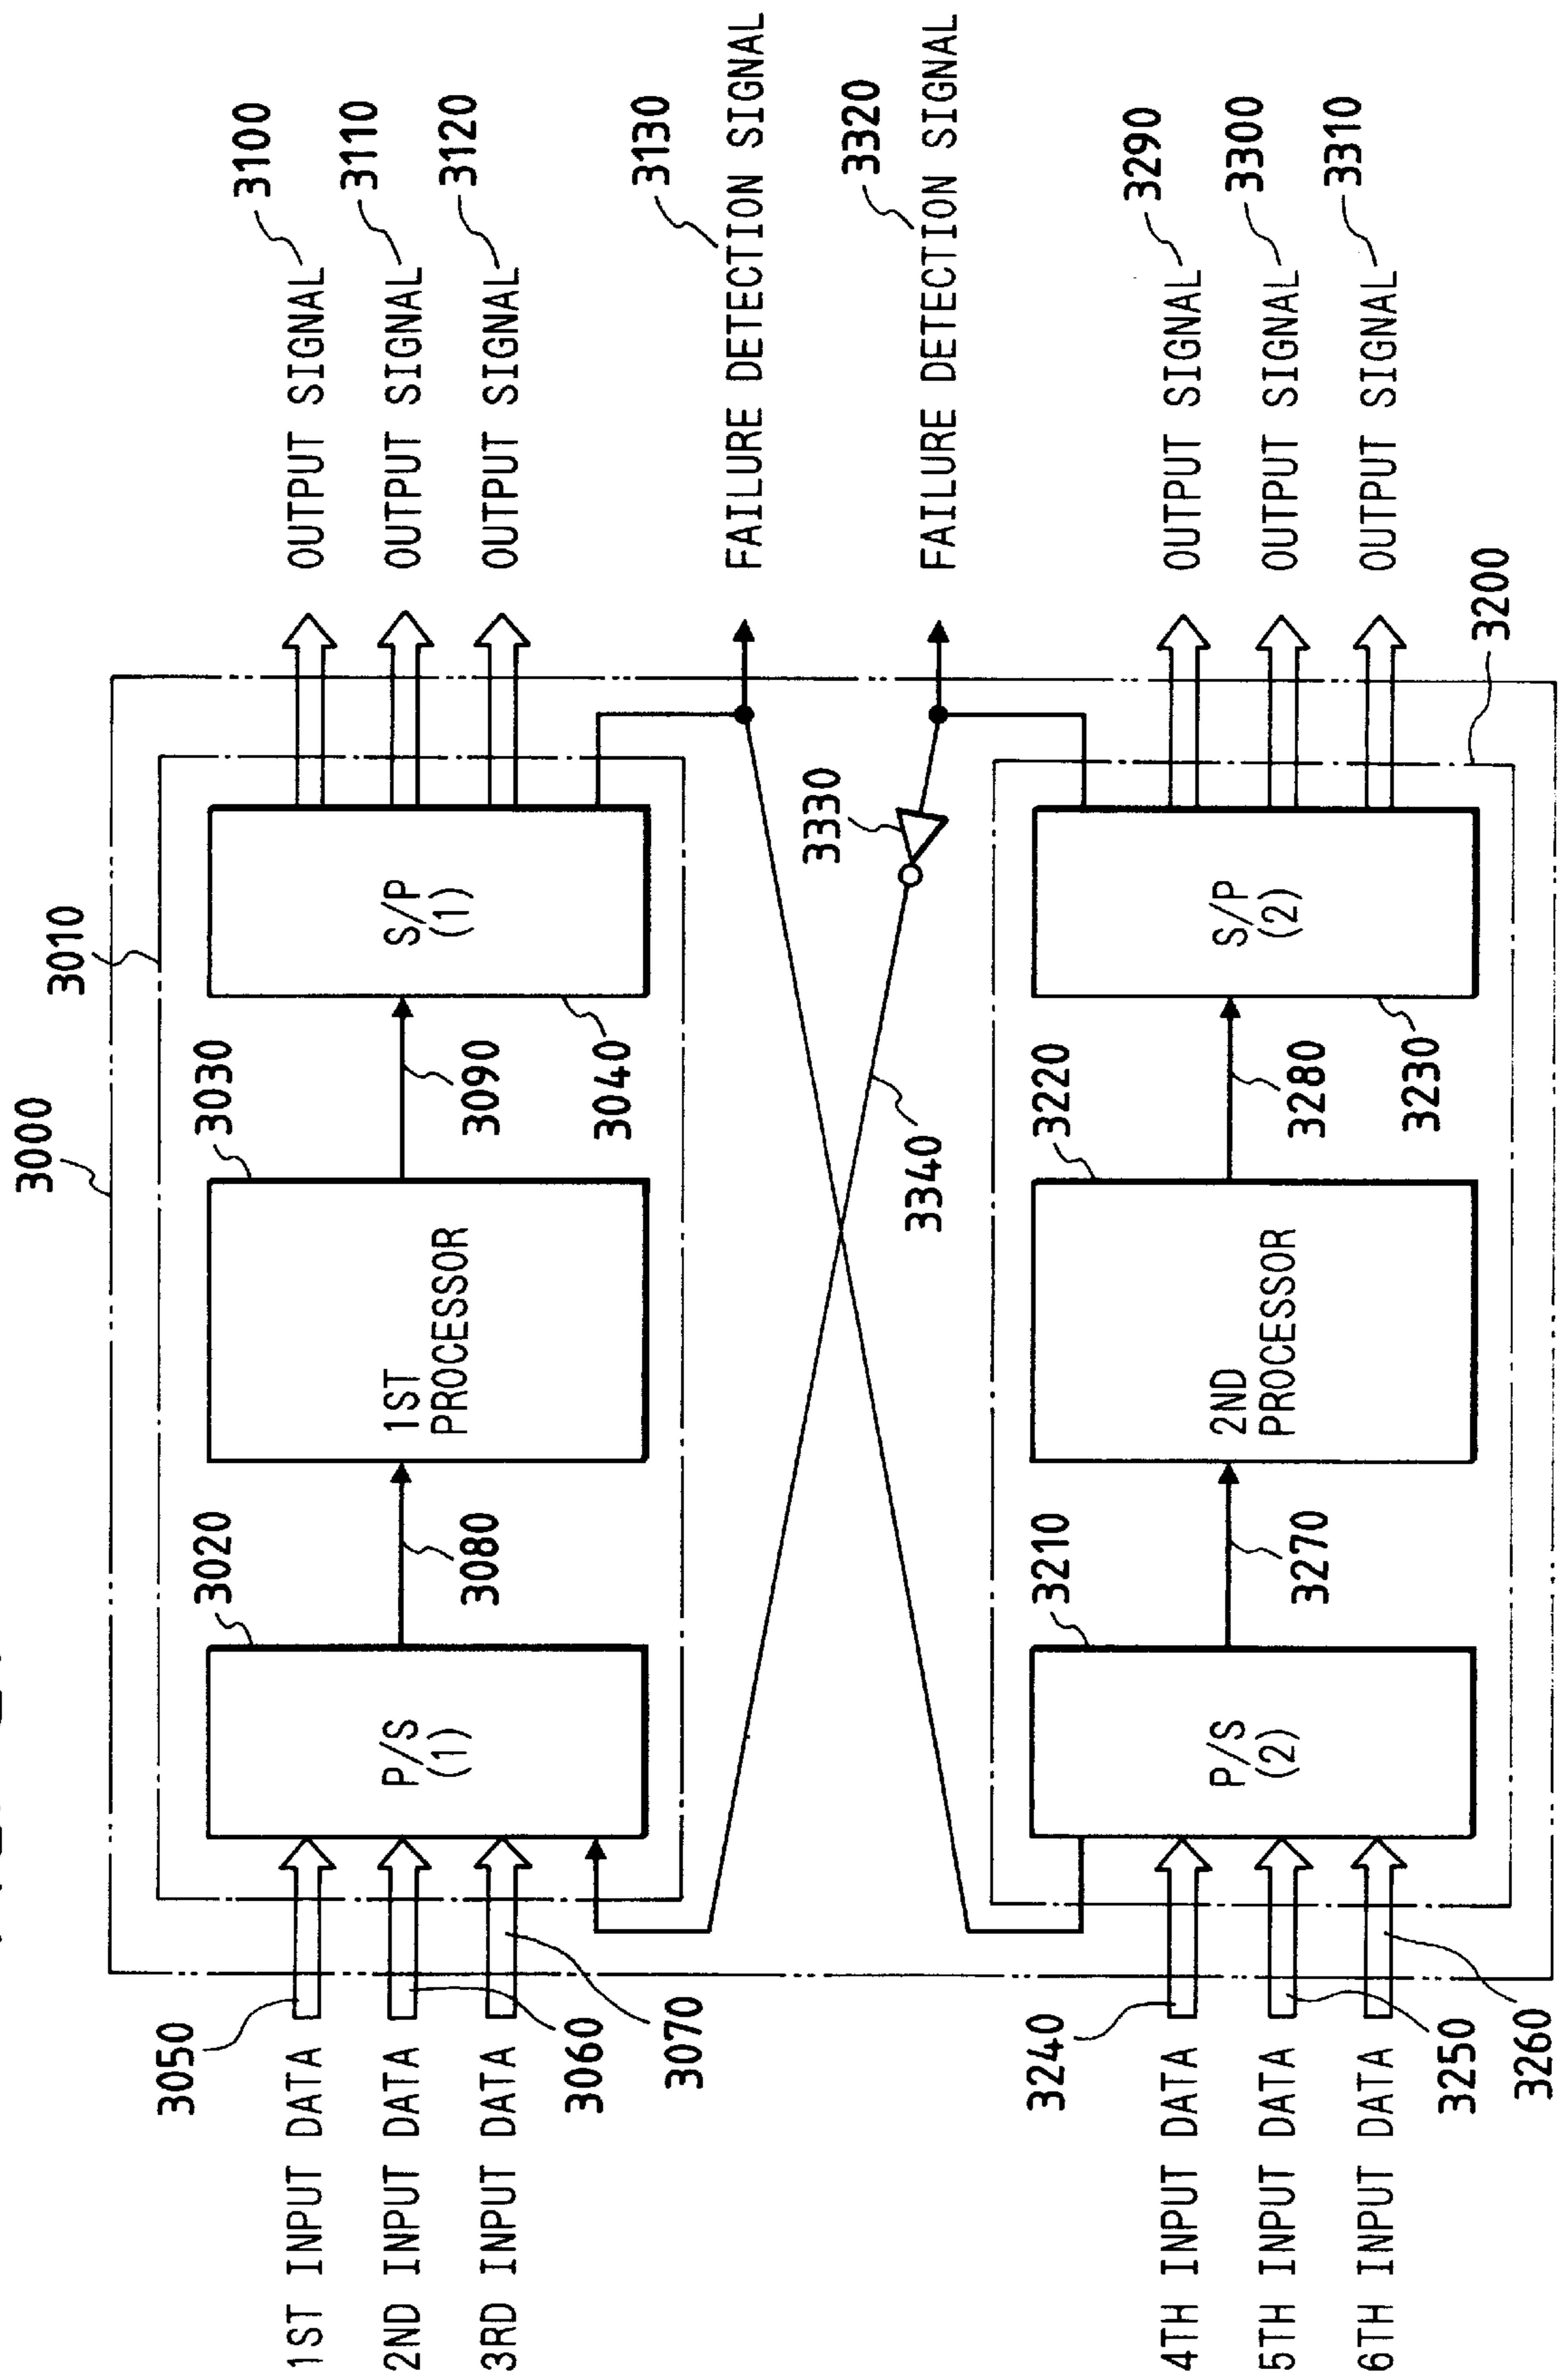 3000
3010
3020
3030
3050
1ST INPUT DATA
2ND INPUT DATA
3RD INPUT DATA
3060
3070
P/S
(1)
3080
1ST
PROCESSOR
3090
S/P
(1)
3040
OUTPUT SIGNAL
3100
OUTPUT SIGNAL
3110
OUTPUT SIGNAL
3120
FAILURE DETECTION SIGNAL
3130
FAILURE DETECTION SIGNAL
3320
3330
3340
3210
3220
3240
4TH INPUT DATA
5TH INPUT DATA
6TH INPUT DATA
3250
3260
P/S
(2)
3270
2ND
PROCESSOR
3280
S/P
(2)
3230
OUTPUT SIGNAL
3290
OUTPUT SIGNAL
3300
OUTPUT SIGNAL
3310
3200